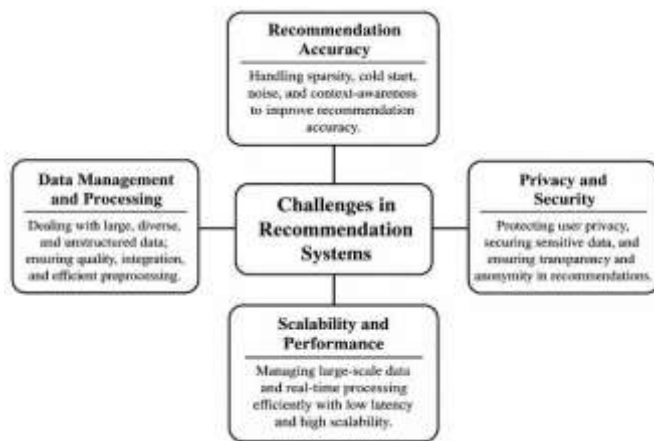 Recommendation
Accuracy
Handling sparsity, cold start,
noise, and context-awareness
to improve recommendation
accuracy.
Data Management
and Processing
Dealing with large, diverse,
and unstructured data;
ensuring quality, integration,
and efficient preprocessing.
Challenges in
Recommendation
Systems
Privacy and
Security
Protecting user privacy,
securing sensitive data, and
ensuring transparency and
anonymity in recommendations.
Scalability and
Performance
Managing large-scale data
and real-time processing
efficiently with low latency
and high scalability.